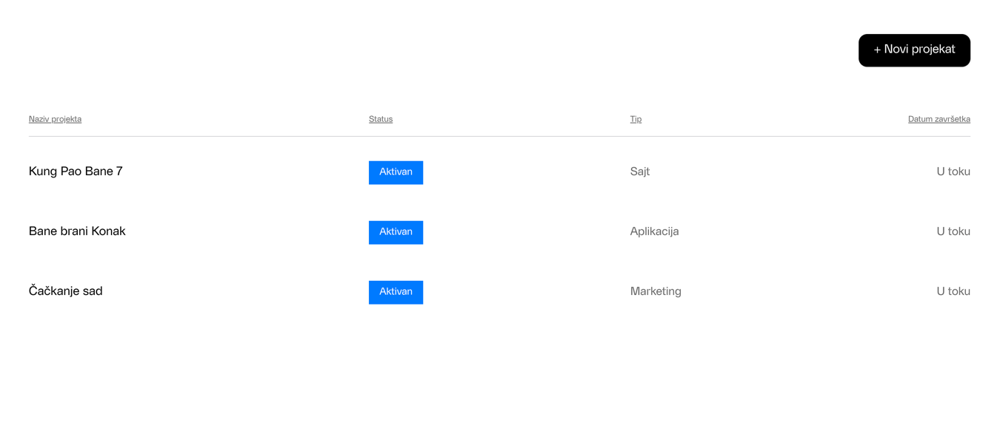 + Novi projekat
Naziv projekta Status Tip Datum završetka
Kung Pao Bane 7 Aktivan Sajt U toku
Bane brani Konak Aktivan Aplikacija U toku
Čačkanje sad Aktivan Marketing U toku